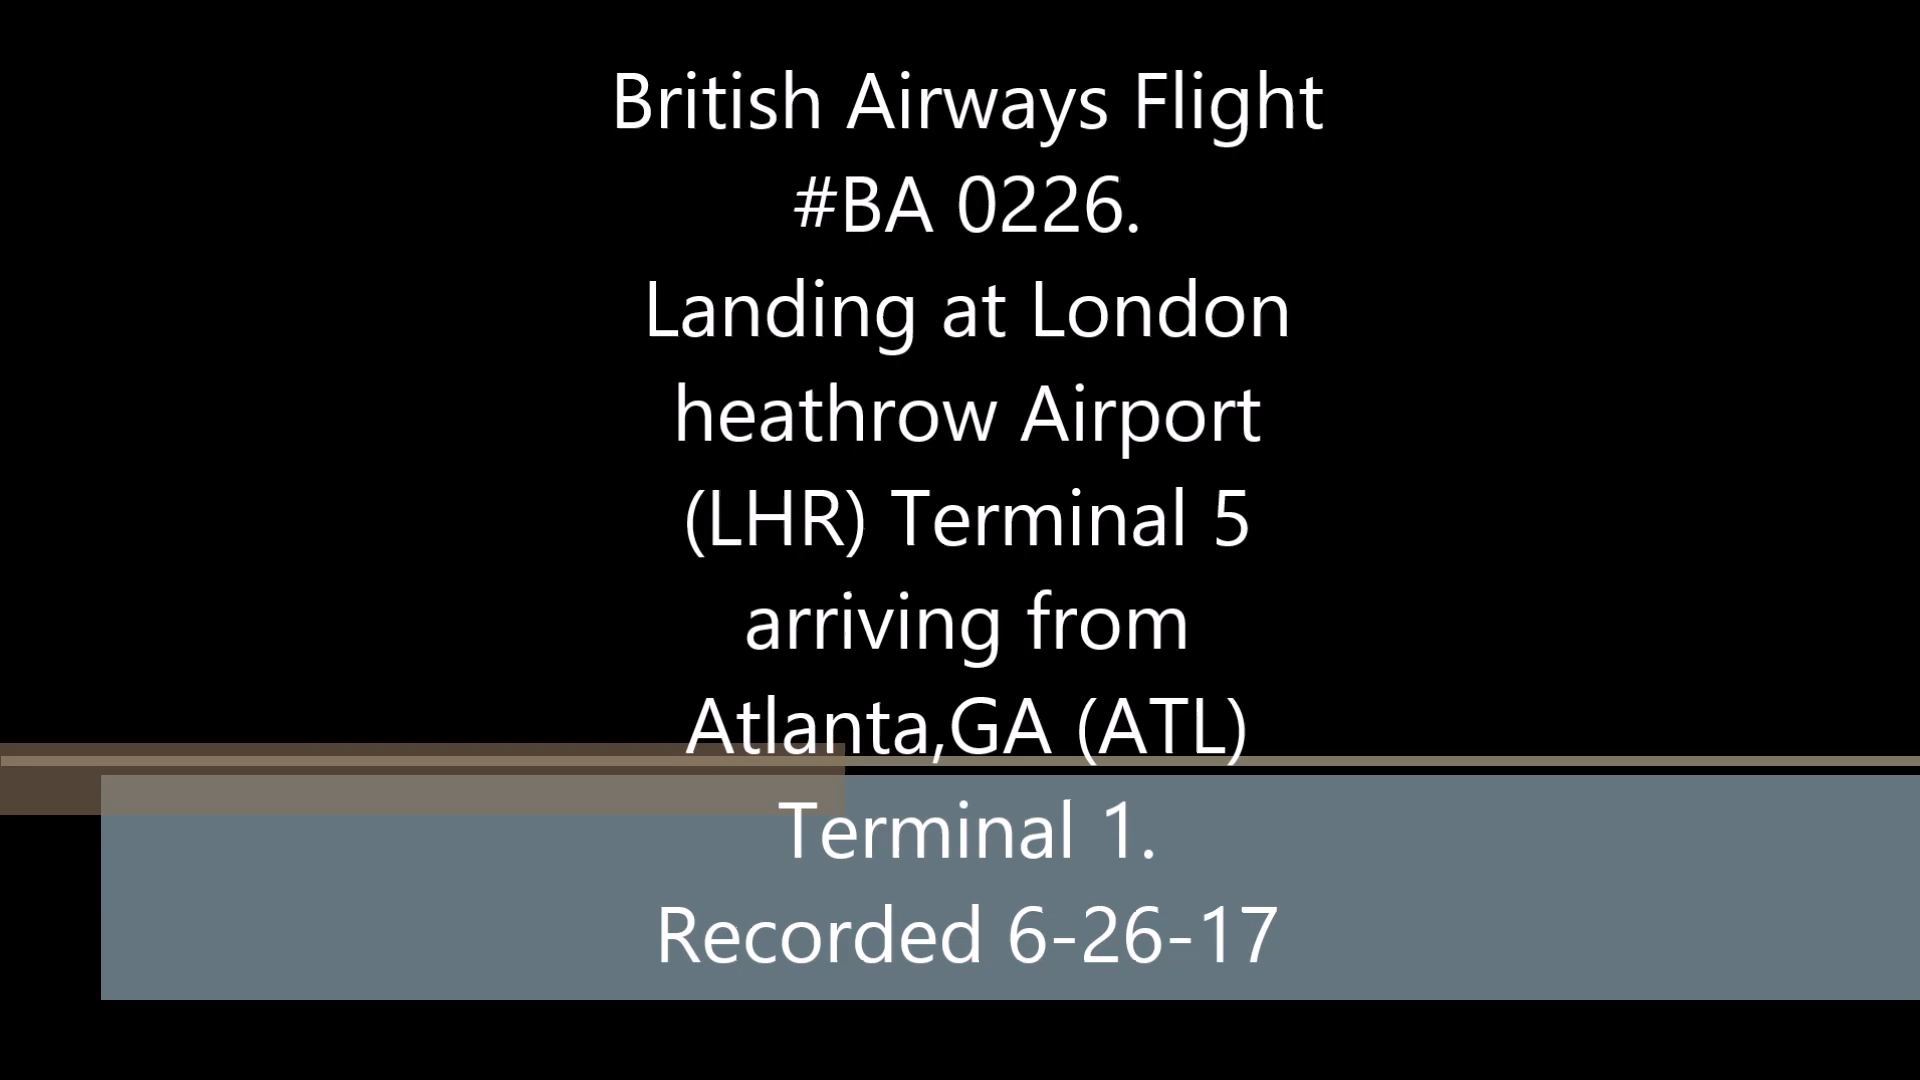 British Airways Flight
#BA 0226.
Landing at London
heathrow Airport
(LHR) Terminal 5
arriving from
Atlanta,GA (ATL)
Terminal 1.
Recorded 6-26-17